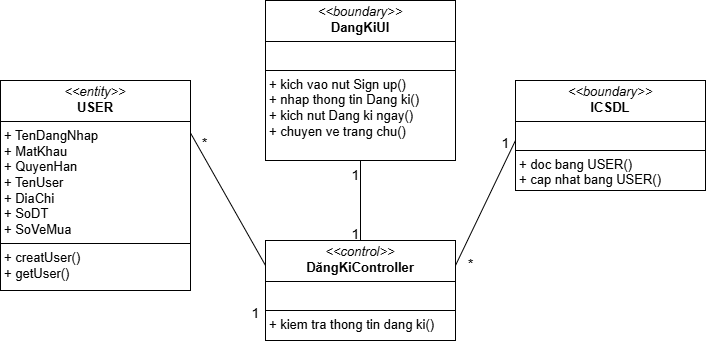 <<boundary>>
DangKiUI
+ kich vao nut Sign up()
+ nhap thong tin Dang ki()
+ kich nut Dang ki ngay()
+ chuyen ve trang chu()
<<entity>>
USER
+ TenDangNhap
+ MatKhau
+ QuyenHan
+ TenUser
+ DiaChi
+ SoDT
+ SoVeMua
+ creatUser()
+ getUser()
<<boundary>>
ICSDL
+ doc bang USER()
+ cap nhat bang USER()
*
1
1
1
<<control>>
DăngKiController
+ kiem tra thong tin dang ki()
*
1